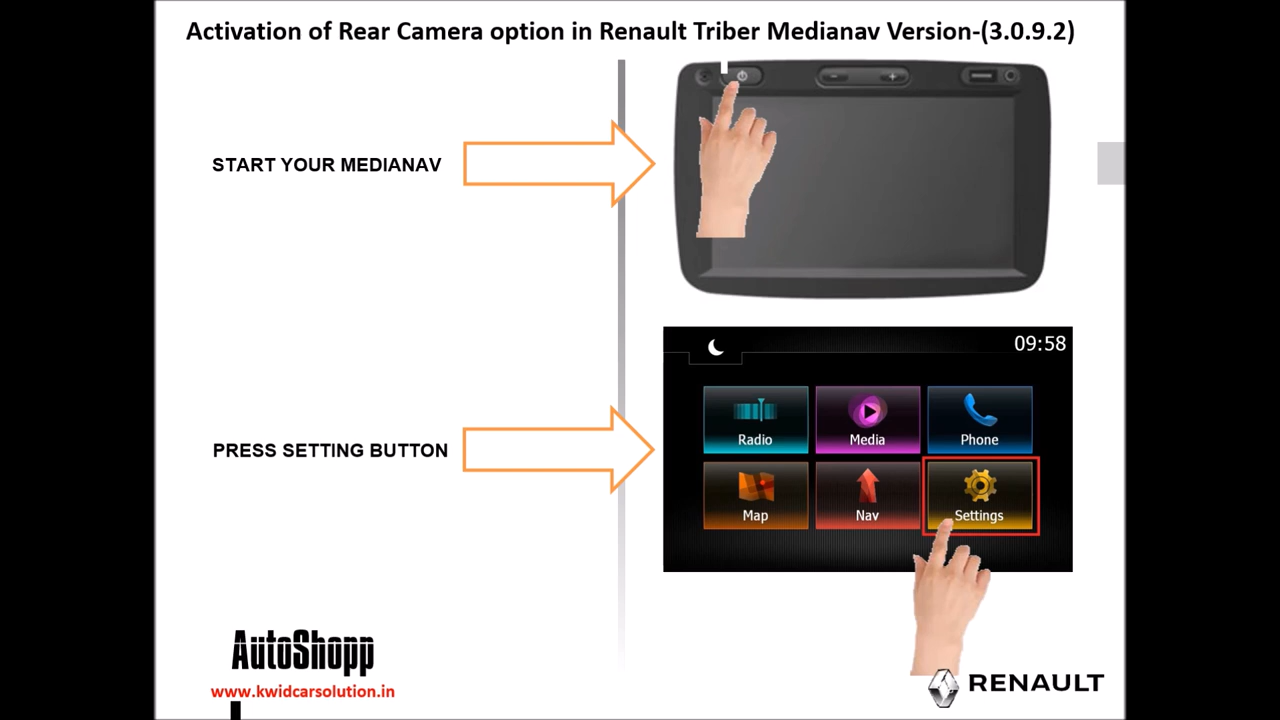 Activation of Rear Camera option in Renault Triber Medianav Version-(3.0.9.2)
START YOUR MEDIANAV
09:58
Radio
Media
Phone
PRESS SETTING BUTTON
Map
Nav
Settings
AutoShopp
www.kwidcarsolution.in
RENAULT